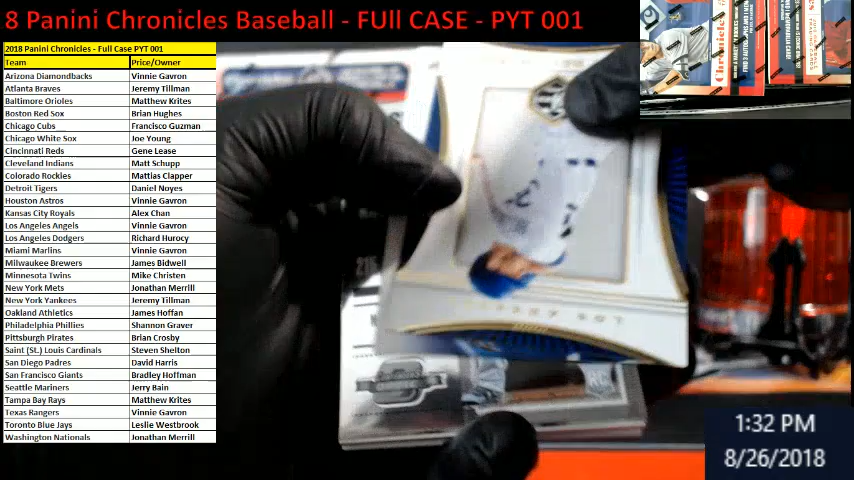 8 Panini Chronicles Baseball - FUll CASE - PYT 001
2018 Panini Chronicles - Full Case PYT 001
Team Price/Owner
Arizona Diamondbacks Vinnie Gavron
Atlanta Braves Jeremy Tillman
Baltimore Orioles Matthew Krites
Boston Red Sox Brian Hughes
Chicago Cubs Francisco Guzman
Chicago White Sox Joe Young
Cincinnati Reds Gene Lease
Cleveland Indians Matt Schupp
Colorado Rockies Mattias Clapper
Detroit Tigers Daniel Noyes
Houston Astros Vinnie Gavron
Kansas City Royals Alex Chan
Los Angeles Angels Vinnie Gavron
Los Angeles Dodgers Richard Hurocy
Miami Marlins Vinnie Gavron
Milwaukee Brewers James Bidwell
Minnesota Twins Mike Christen
New York Mets Jonathan Merrill
New York Yankees Jeremy Tillman
Oakland Athletics James Hoffan
Philadelphia Phillies Shannon Graver
Pittsburgh Pirates Brian Crosby
Saint (St.) Louis Cardinals Steven Shelton
San Diego Padres David Harris
San Francisco Giants Bradley Hoffman
Seattle Mariners Jerry Bain
Tampa Bay Rays Matthew Krites
Texas Rangers Vinnie Gavron
Toronto Blue Jays Leslie Westbrook
Washington Nationals Jonathan Merrill
Chronicles
RC
1:32 PM
8/26/2018